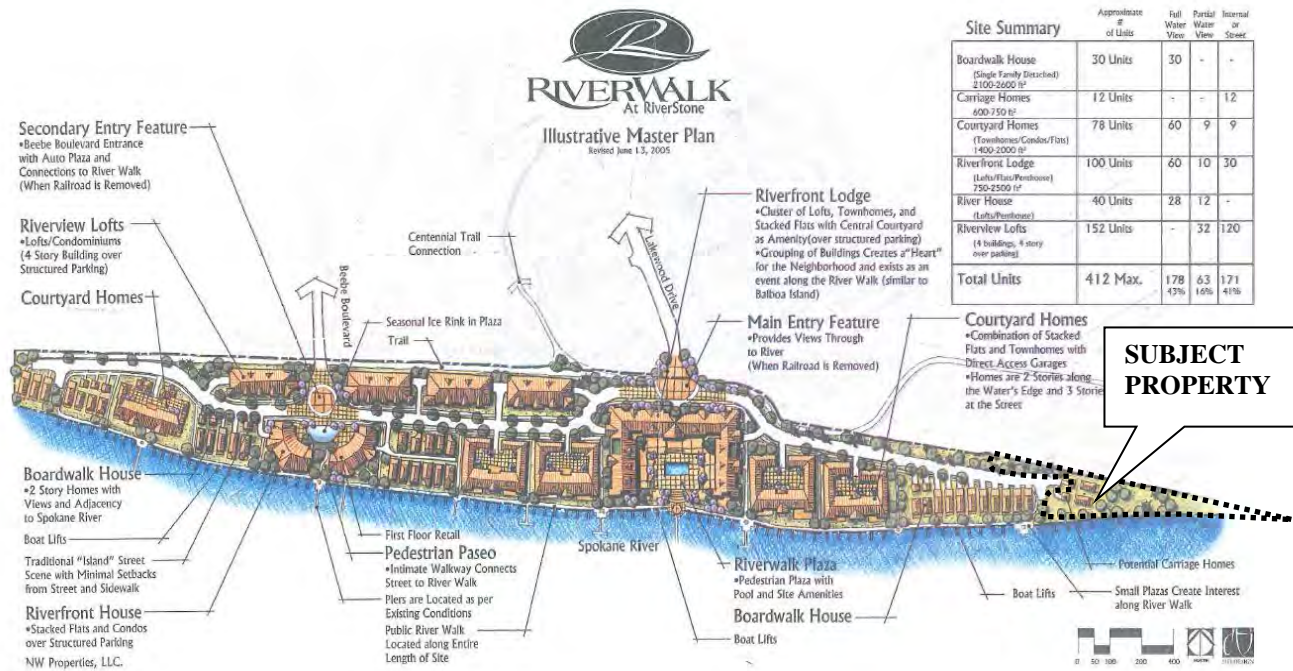 RIVERWALK
At RiverStone
Illustrative Master Plan
Revised June 13, 2005
Site Summary
Approximate # of Units
Full Water View
Partial Water View
Internal or Street
Boardwalk House 30 Units 30 - -
(Single Family Detached)
2100-2600 ft²
Carriage Homes 12 Units - - 12
600-750 ft²
Courtyard Homes 78 Units 60 9 9
(Townhomes/Condos/Flats)
1400-2000 ft²
Riverfront Lodge 100 Units 60 10 30
(Lofts/Flats/Penthouse)
750-2500 ft²
River House 40 Units 28 12 -
(Lofts/Penthouse)
Riverview Lofts 152 Units - 32 120
(4 buildings, 4 story
over parking)
Total Units 412 Max. 178 63 171
43% 16% 41%
Secondary Entry Feature
•Beebe Boulevard Entrance
with Auto Plaza and
Connections to River Walk
(When Railroad is Removed)
Riverview Lofts
•Lofts/Condominiums
(4 Story Building over
Structured Parking)
Courtyard Homes
Beebe Boulevard
Centennial Trail
Connection
Lakewood Drive
Seasonal Ice Rink in Plaza
Trail
Riverfront Lodge
•Cluster of Lofts, Townhomes, and
Stacked Flats with Central Courtyard
as Amenity(over structured parking)
•Grouping of Buildings Creates a"Heart"
for the Neighborhood and exists as an
event along the River Walk (similar to
Balboa Island)
Main Entry Feature
•Provides Views Through
to River
(When Railroad is Removed)
Courtyard Homes
•Combination of Stacked
Flats and Townhomes with
Direct Access Garages
•Homes are 2 Stories along
the Water's Edge and 3 Storie
at the Street
SUBJECT
PROPERTY
Boardwalk House
•2 Story Homes with
Views and Adjacency
to Spokane River
Boat Lifts
Traditional "Island" Street
Scene with Minimal Setbacks
from Street and Sidewalk
Riverfront House
•Stacked Flats and Condos
over Structured Parking
NW Properties, LLC.
First Floor Retail
Pedestrian Paseo
•Intimate Walkway Connects
Street to River Walk
Piers are Located as per
Existing Conditions
Public River Walk
Located along Entire
Length of Site
Spokane River
Riverwalk Plaza
•Pedestrian Plaza with
Pool and Site Amenities
Boardwalk House
Boat Lifts
Boat Lifts
Potential Carriage Homes
Small Plazas Create Interest
along River Walk
0 50 100 200 400